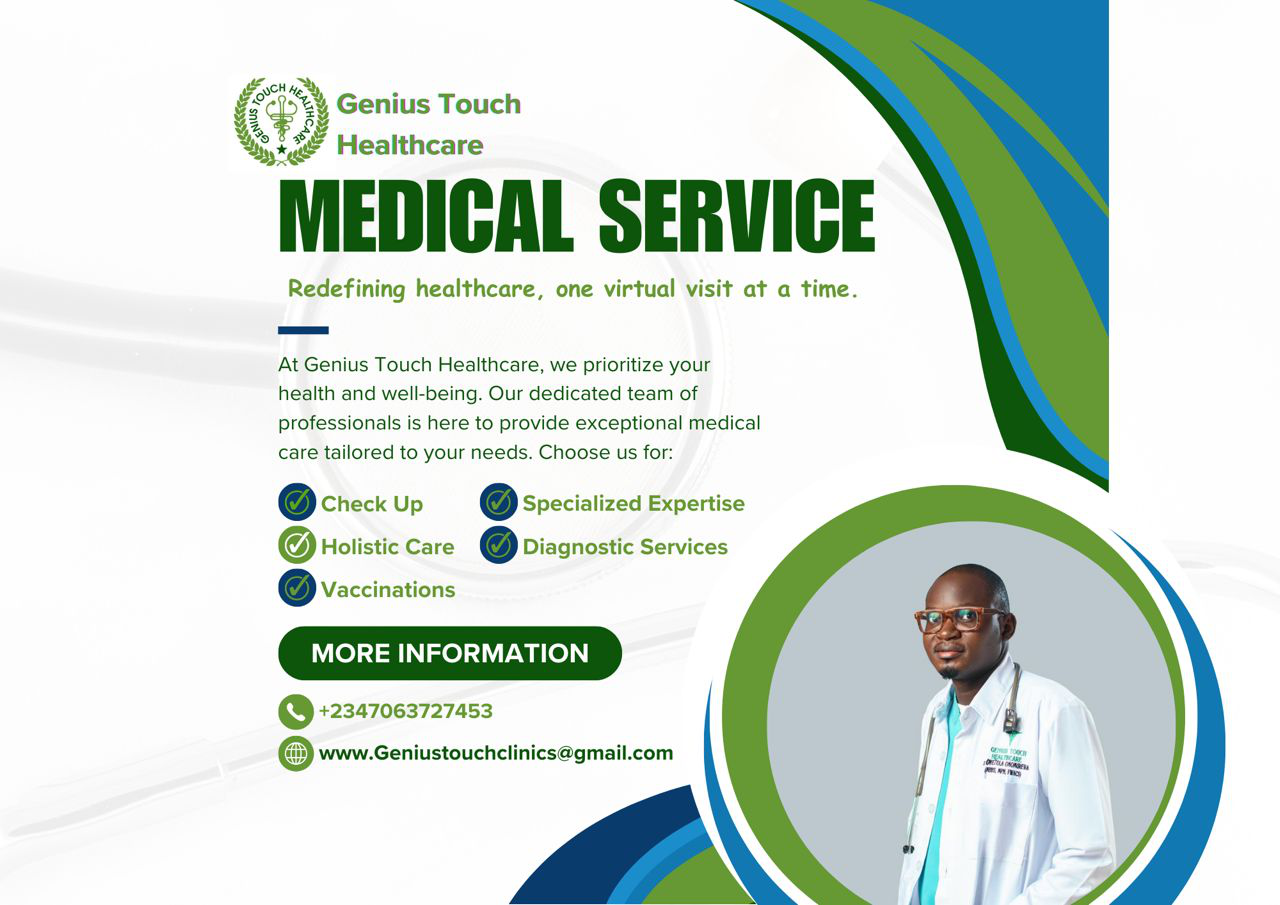 GENIUS TOUCH HEALTHCARE
Genius Touch
Healthcare
MEDICAL SERVICE
Redefining healthcare, one virtual visit at a time.
At Genius Touch Healthcare, we prioritize your
health and well-being. Our dedicated team of
professionals is here to provide exceptional medical
care tailored to your needs. Choose us for:
Check Up
Specialized Expertise
Holistic Care
Diagnostic Services
Vaccinations
MORE INFORMATION
+2347063727453
www.Geniustouchclinics@gmail.com
GENIUS TOUCH
HEALTHCARE